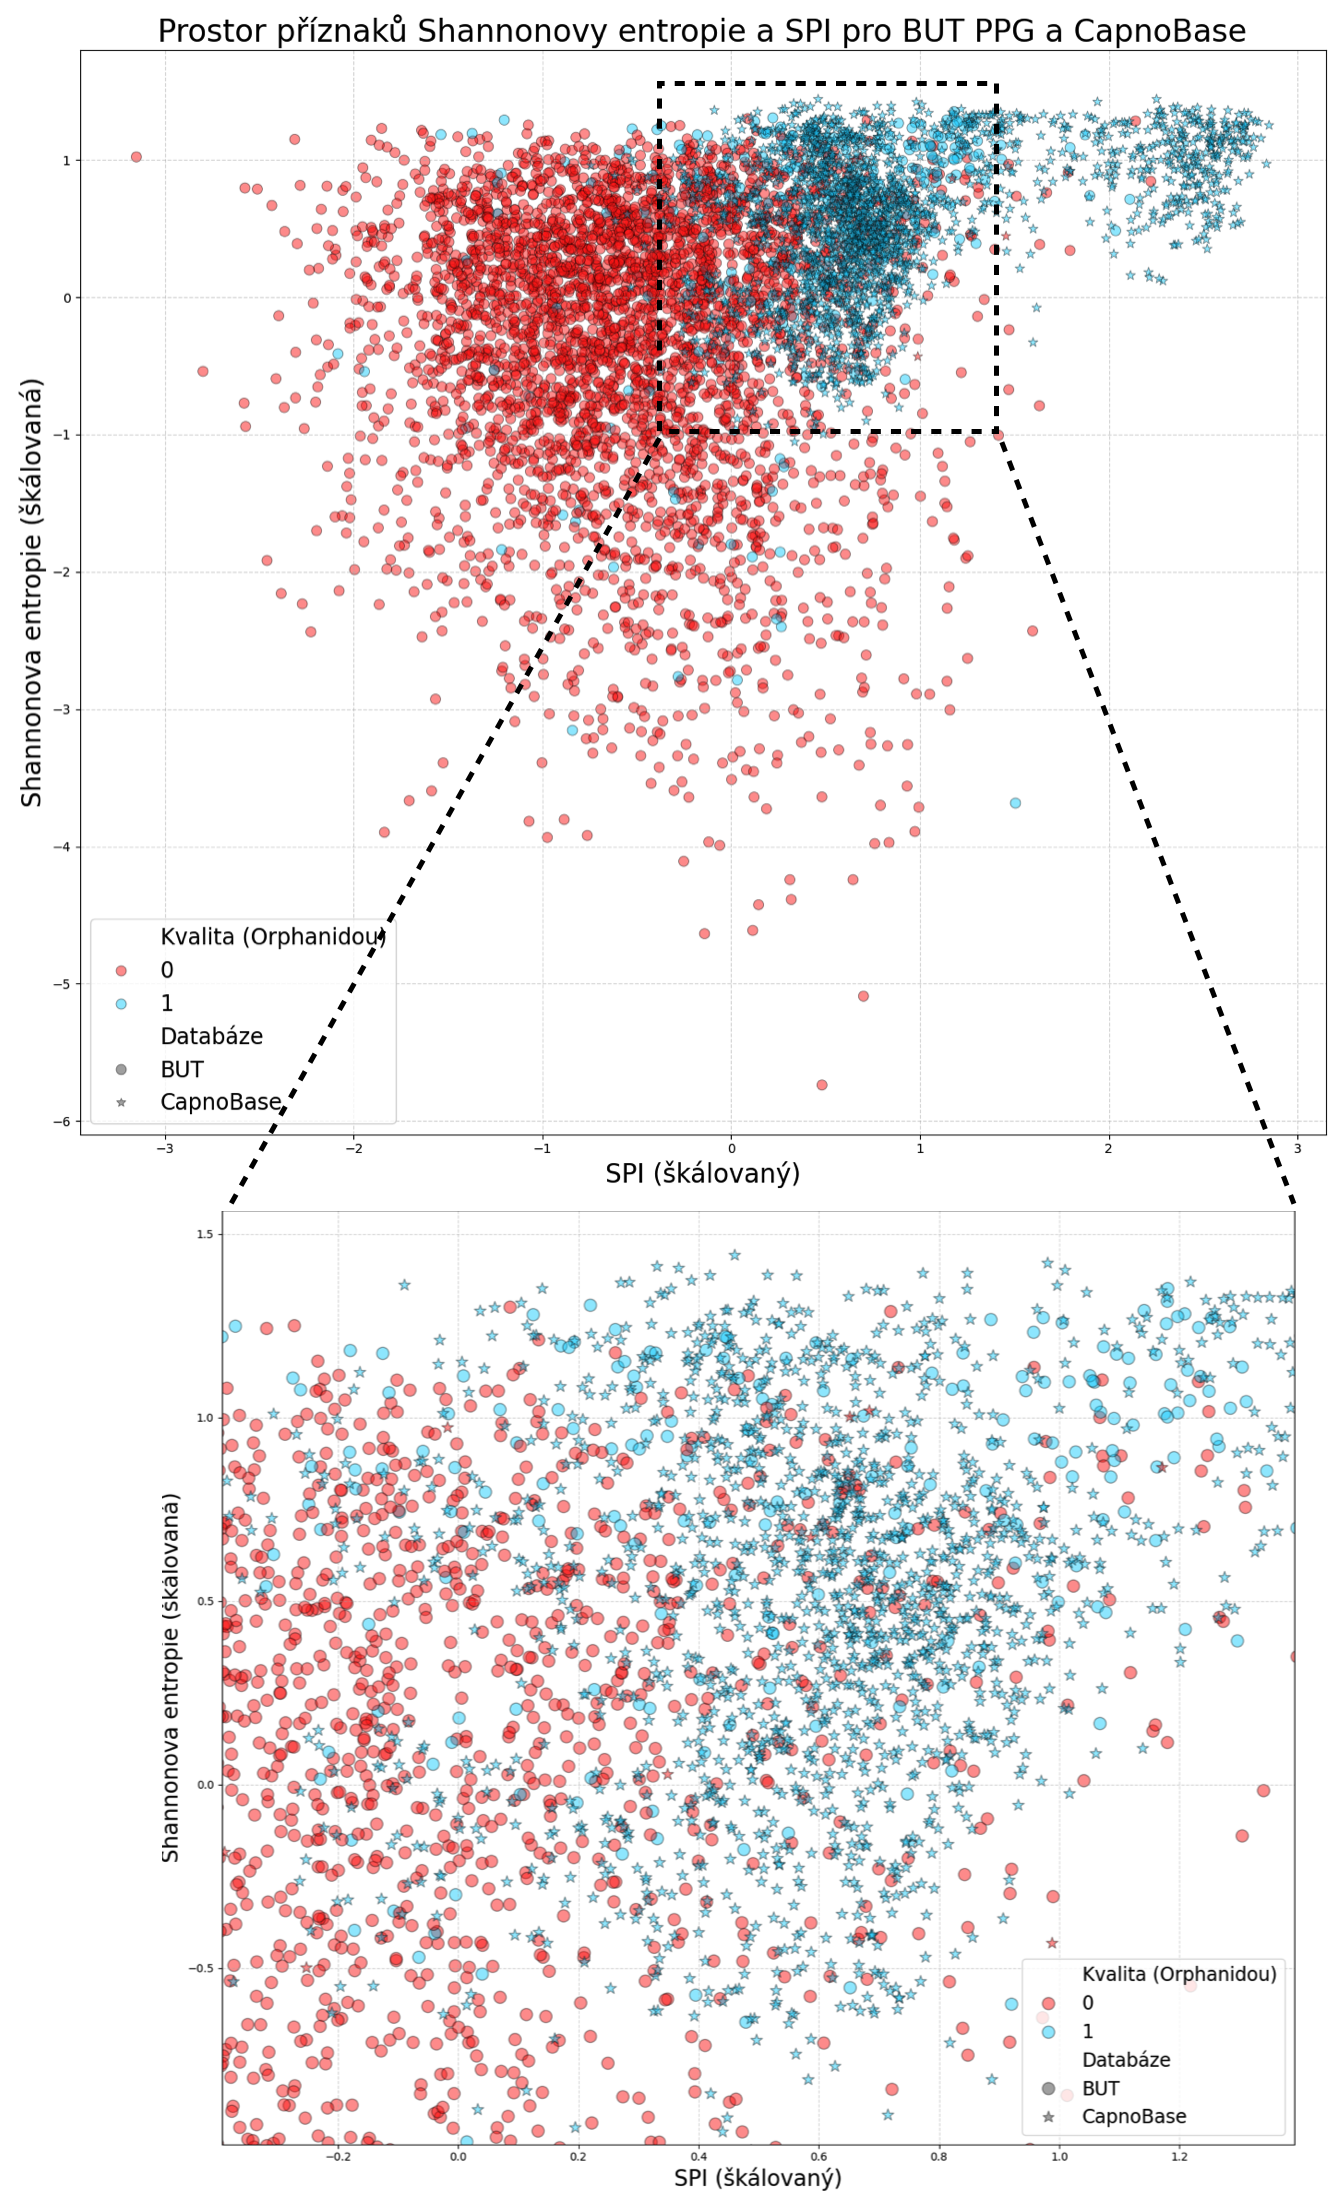 Prostor příznaků Shannonovy entropie a SPI pro BUT PPG a CapnoBase
Shannonova entropie (škálovaná)
1
0
−1
−2
−3
−4
−5
−6
Kvalita (Orphanidou)
0
1
Databáze
BUT
CapnoBase
−3
−2
−1
0
1
2
3
SPI (škálovaný)
Shannonova entropie (škálovaná)
1.5
1.0
0.5
0.0
−0.5
Kvalita (Orphanidou)
0
1
Databáze
BUT
CapnoBase
−0.2
0.0
0.2
0.4
0.6
0.8
1.0
1.2
SPI (škálovaný)